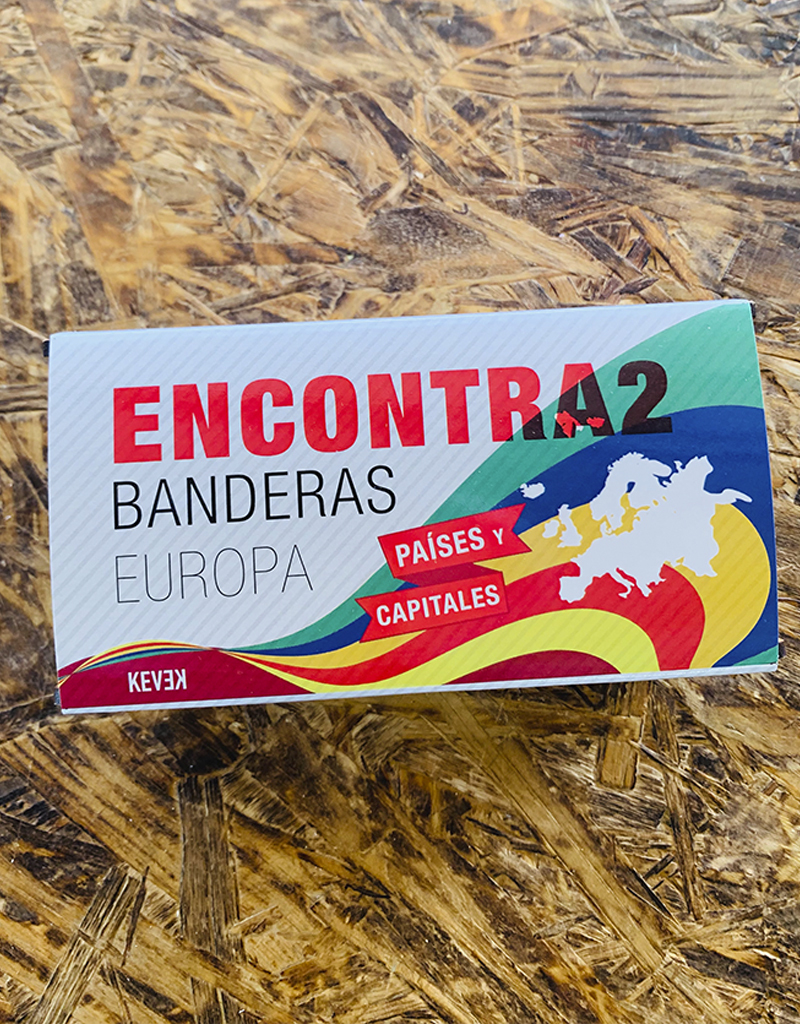 ENCONTRA2
BANDERAS
EUROPA
PAÍSES Y
CAPITALES
KEVEK